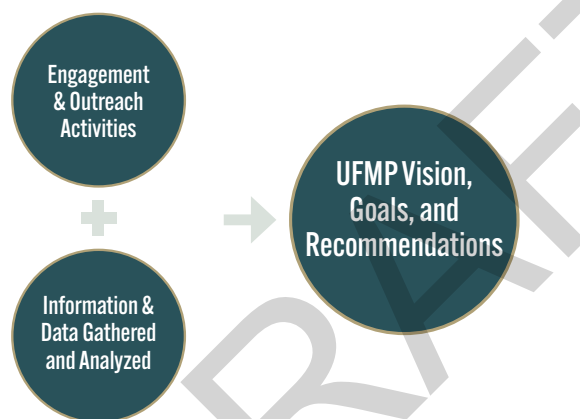 Engagement
& Outreach
Activities
UFMP Vision,
Goals, and
Recommendations
Information &
Data Gathered
and Analyzed